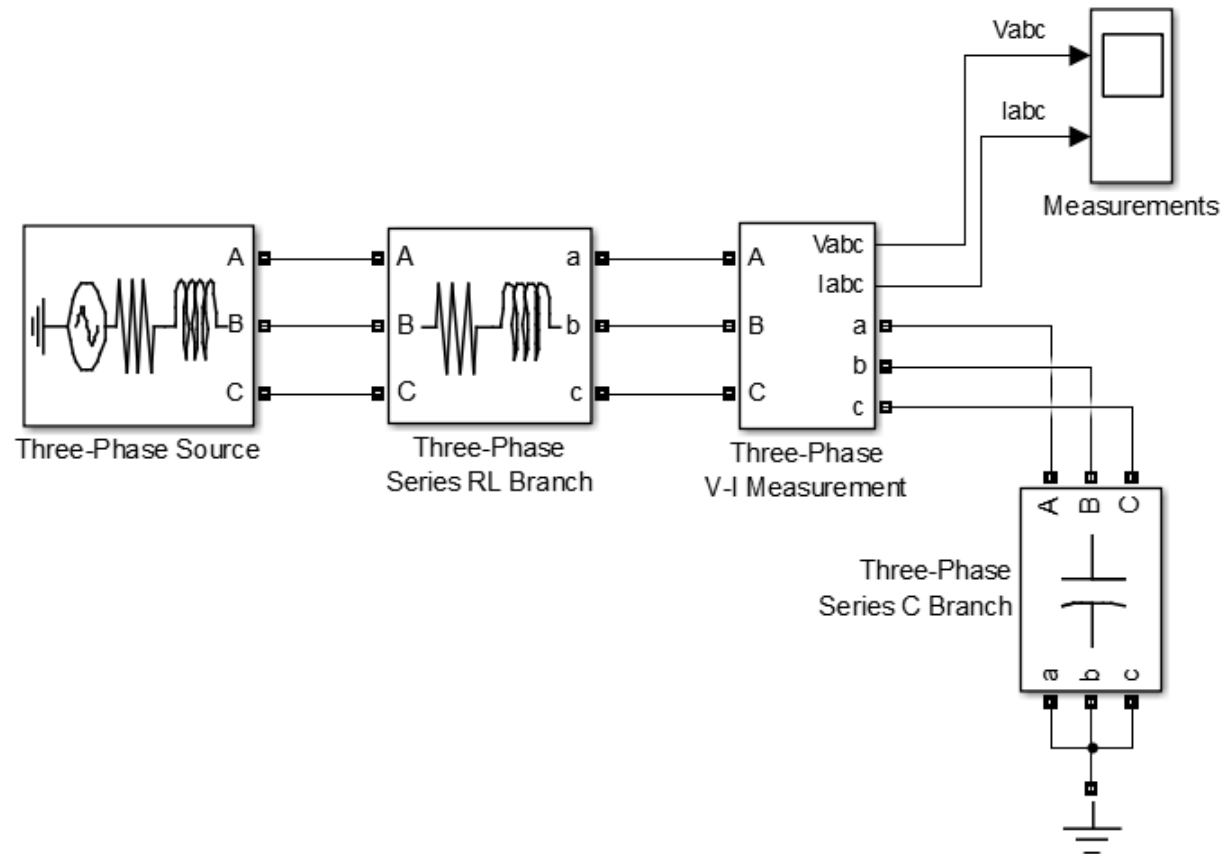 Vabc
Iabc
Measurements
A
B
C
Three-Phase Source
A
B
C
a
b
c
Three-Phase
Series RL Branch
A
B
C
Vabc
Iabc
a
b
c
Three-Phase
V-I Measurement
A B C
Three-Phase
Series C Branch
a b c